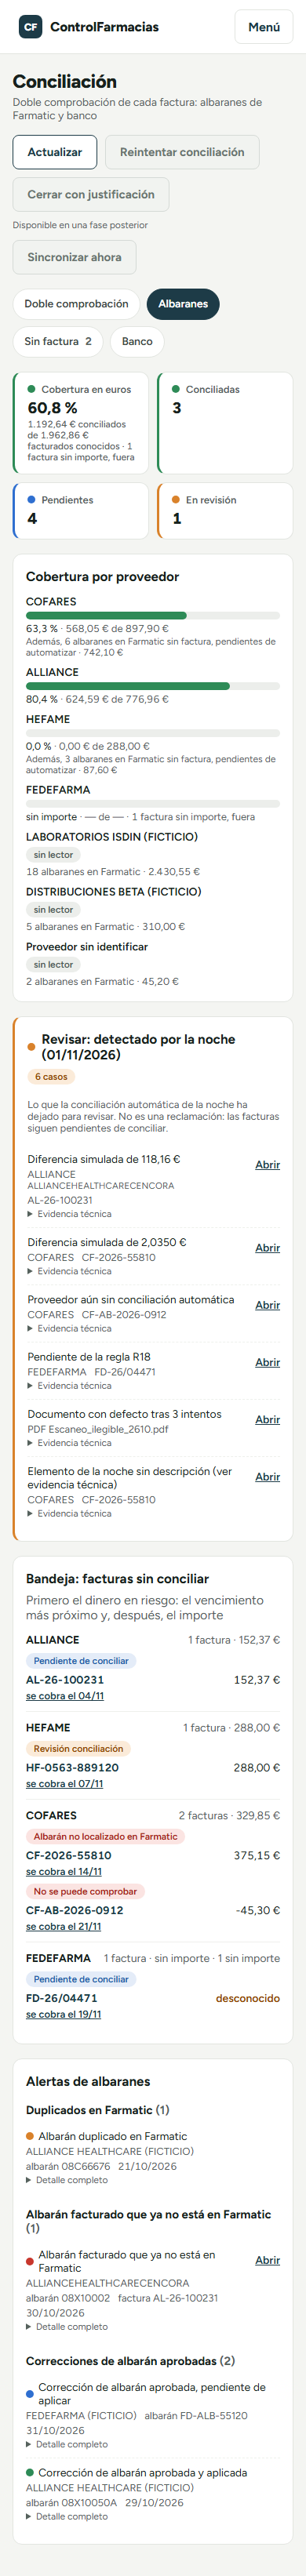 CF ControlFarmacias Menú
Conciliación
Doble comprobación de cada factura: albaranes de
Farmatic y banco
Actualizar Reintentar conciliación
Cerrar con justificación
Disponible en una fase posterior
Sincronizar ahora
Doble comprobación Albaranes
Sin factura 2 Banco
Cobertura en euros
60,8 %
1.192,64 € conciliados
de 1.962,86 €
facturados conocidos · 1
factura sin importe, fuera
Conciliadas
3
Pendientes
4
En revisión
1
Cobertura por proveedor
COFARES
63,3 % · 568,05 € de 897,90 €
Además, 6 albaranes en Farmatic sin factura, pendientes de
automatizar · 742,10 €
ALLIANCE
80,4 % · 624,59 € de 776,96 €
HEFAME
0,0 % · 0,00 € de 288,00 €
Además, 3 albaranes en Farmatic sin factura, pendientes de
automatizar · 87,60 €
FEDEFARMA
sin importe · — de — · 1 factura sin importe, fuera
LABORATORIOS ISDIN (FICTICIO)
sin lector
18 albaranes en Farmatic · 2.430,55 €
DISTRIBUCIONES BETA (FICTICIO)
sin lector
5 albaranes en Farmatic · 310,00 €
Proveedor sin identificar
sin lector
2 albaranes en Farmatic · 45,20 €
Revisar: detectado por la noche
(01/11/2026)
6 casos
Lo que la conciliación automática de la noche ha
dejado para revisar. No es una reclamación: las facturas
siguen pendientes de conciliar.
Diferencia simulada de 118,16 € Abrir
ALLIANCE
ALLIANCEHEALTHCARECENCORA
AL-26-100231
▶ Evidencia técnica
Diferencia simulada de 2,0350 € Abrir
COFARES CF-2026-55810
▶ Evidencia técnica
Proveedor aún sin conciliación automática Abrir
COFARES CF-AB-2026-0912
▶ Evidencia técnica
Pendiente de la regla R18 Abrir
FEDEFARMA FD-26/04471
▶ Evidencia técnica
Documento con defecto tras 3 intentos Abrir
PDF Escaneo_ilegible_2610.pdf
▶ Evidencia técnica
Elemento de la noche sin descripción (ver Abrir
evidencia técnica)
COFARES CF-2026-55810
▶ Evidencia técnica
Bandeja: facturas sin conciliar
Primero el dinero en riesgo: el vencimiento
más próximo y, después, el importe
ALLIANCE 1 factura · 152,37 €
Pendiente de conciliar
AL-26-100231 152,37 €
se cobra el 04/11
HEFAME 1 factura · 288,00 €
Revisión conciliación
HF-0563-889120 288,00 €
se cobra el 07/11
COFARES 2 facturas · 329,85 €
Albarán no localizado en Farmatic
CF-2026-55810 375,15 €
se cobra el 14/11
No se puede comprobar
CF-AB-2026-0912 -45,30 €
se cobra el 21/11
FEDEFARMA 1 factura · sin importe · 1 sin importe
Pendiente de conciliar
FD-26/04471 desconocido
se cobra el 19/11
Alertas de albaranes
Duplicados en Farmatic (1)
Albarán duplicado en Farmatic
ALLIANCE HEALTHCARE (FICTICIO)
albarán 08C66676 21/10/2026
▶ Detalle completo
Albarán facturado que ya no está en Farmatic
(1)
Albarán facturado que ya no está en Abrir
Farmatic
ALLIANCEHEALTHCARECENCORA
albarán 08X10002 factura AL-26-100231
30/10/2026
▶ Detalle completo
Correcciones de albarán aprobadas (2)
Corrección de albarán aprobada, pendiente de
aplicar
FEDEFARMA (FICTICIO) albarán FD-ALB-55120
31/10/2026
▶ Detalle completo
Corrección de albarán aprobada y aplicada
ALLIANCE HEALTHCARE (FICTICIO)
albarán 08X10050A 29/10/2026
▶ Detalle completo